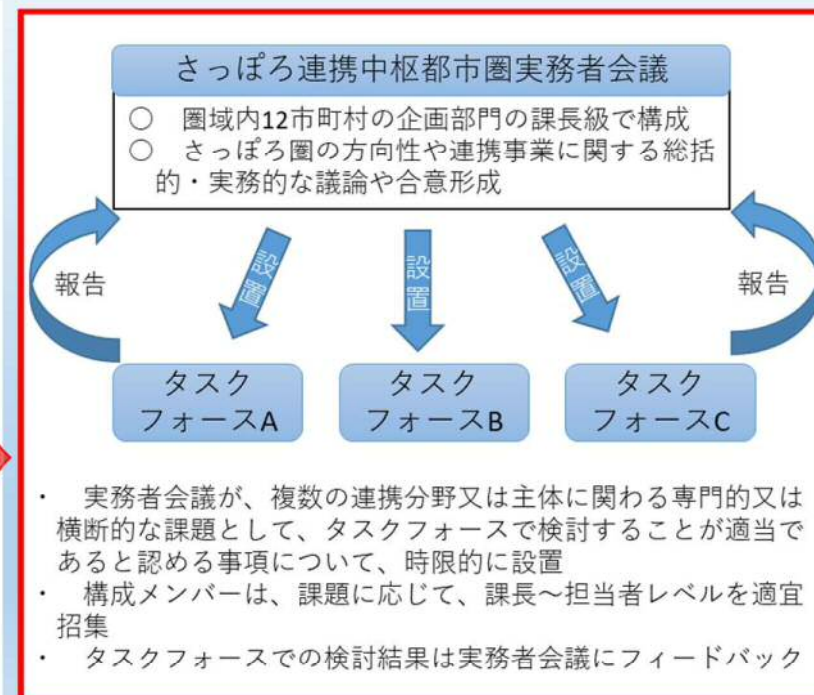 さっぽろ連携中枢都市圏実務者会議
○　圏域内12市町村の企画部門の課長級で構成
○　さっぽろ圏の方向性や連携事業に関する総括
的・実務的な議論や合意形成
報告
設置
設置
設置
報告
タスク
フォースA
タスク
フォースB
タスク
フォースC
・　実務者会議が、複数の連携分野又は主体に関わる専門的又は
横断的な課題として、タスクフォースで検討することが適当で
あると認める事項について、時限的に設置
・　構成メンバーは、課題に応じて、課長～担当者レベルを適宜
招集
・　タスクフォースでの検討結果は実務者会議にフィードバック